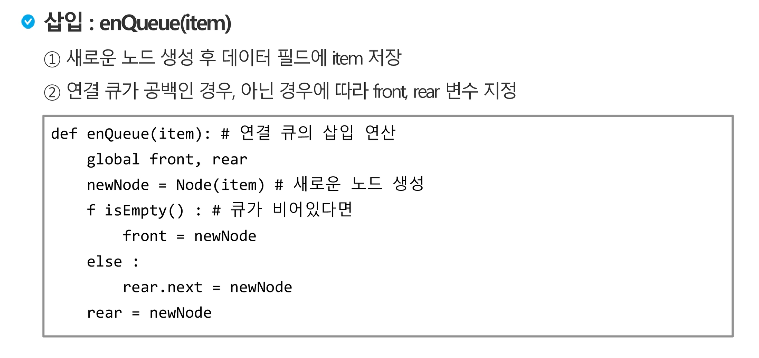 삽입 : enQueue(item)
① 새로운 노드 생성 후 데이터 필드에 item 저장
② 연결 큐가 공백인 경우, 아닌 경우에 따라 front, rear 변수 지정
def enQueue(item): # 연결 큐의 삽입 연산
    global front, rear
    newNode = Node(item) # 새로운 노드 생성
    f isEmpty() : # 큐가 비어있다면
        front = newNode
    else :
        rear.next = newNode
    rear = newNode